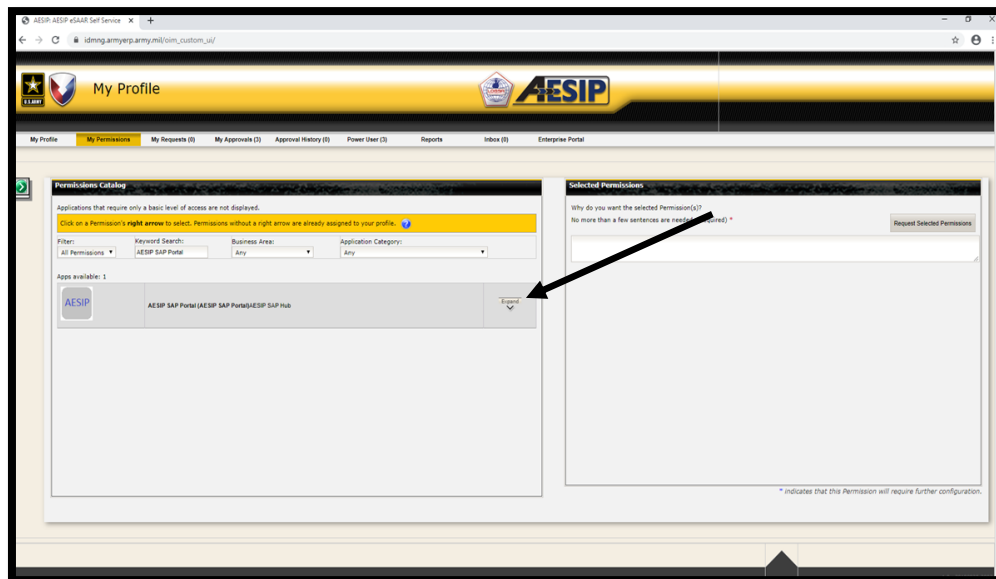 AESIP: AESIP eSAAR Self Service
idmng.armyerp.army.mil/oim_custom_ui/
U.S. ARMY
My Profile
AESIP
My Profile My Permissions My Requests (0) My Approvals (3) Approval History (0) Power User (3) Reports Inbox (0) Enterprise Portal
Permissions Catalog
Applications that require only a basic level of access are not displayed.
Click on a Permission's right arrow to select. Permissions without a right arrow are already assigned to your profile. ?
Filter: Keyword Search: Business Area: Application Category:
All Permissions AESIP SAP Portal Any Any
Apps available: 1
AESIP
AESIP SAP Portal (AESIP SAP Portal)AESIP SAP Hub
Expand
Selected Permissions
Why do you want the selected Permission(s)?
No more than a few sentences are needed
*
Request Selected Permissions
* indicates that this Permission will require further configuration.